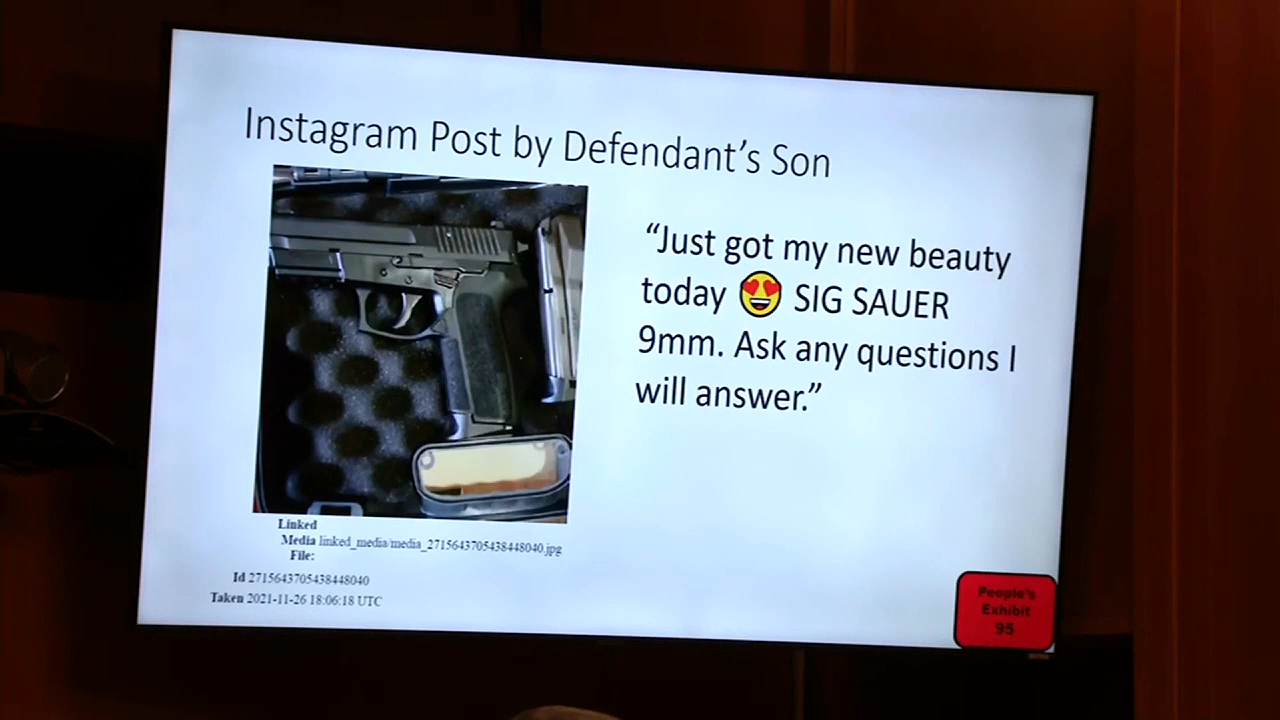 Instagram Post by Defendant's Son
“Just got my new beauty
today 😍 SIG SAUER
9mm. Ask any questions I
will answer.”
Linked
Media linked_media/media_2715643705438448040.jpg
File:
Id 2715643705438448040
Taken 2021-11-26 18:06:18 UTC
People's
Exhibit
95